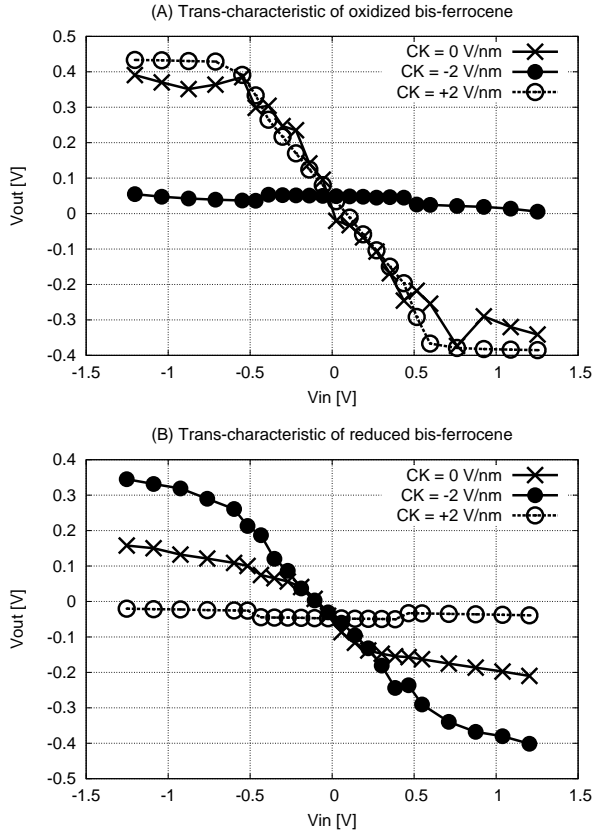 (A) Trans-characteristic of oxidized bis-ferrocene
0.5
CK = 0 V/nm
0.4
CK = -2 V/nm
0.3
CK = +2 V/nm
0.2
0.1
Vout [V]
0
-0.1
-0.2
-0.3
-0.4
-1.5 -1 -0.5 0 0.5 1 1.5
Vin [V]
(B) Trans-characteristic of reduced bis-ferrocene
0.4
CK = 0 V/nm
0.3
CK = -2 V/nm
CK = +2 V/nm
0.2
0.1
0
Vout [V]
-0.1
-0.2
-0.3
-0.4
-0.5
-1.5 -1 -0.5 0 0.5 1 1.5
Vin [V]